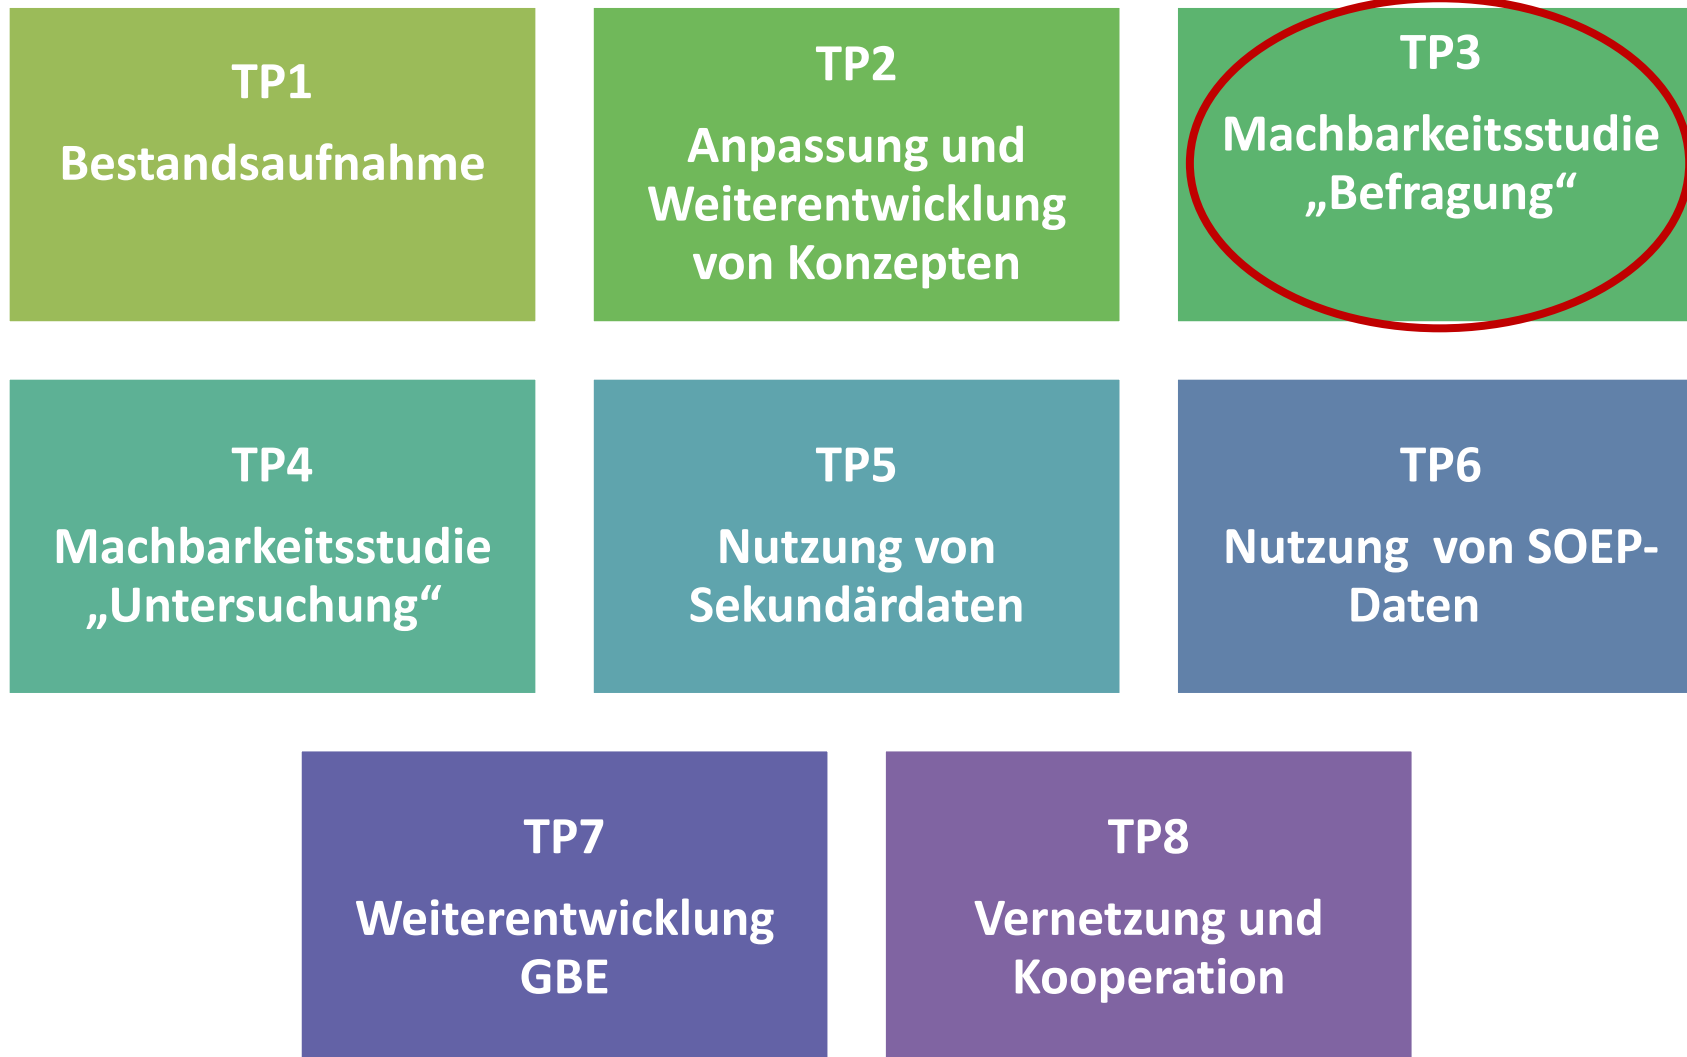 TP1
Bestandsaufnahme
TP2
Anpassung und
Weiterentwicklung
von Konzepten
TP3
Machbarkeitsstudie
„Befragung“
TP4
Machbarkeitsstudie
„Untersuchung“
TP5
Nutzung von
Sekundärdaten
TP6
Nutzung  von SOEP-
Daten
TP7
Weiterentwicklung
GBE
TP8
Vernetzung und
Kooperation